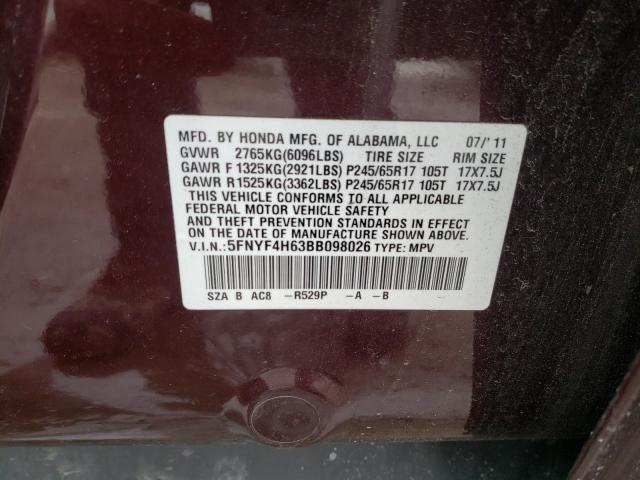 MFD. BY HONDA MFG. OF ALABAMA, LLC 07/' 11
GVWR 2765KG(6096LBS) TIRE SIZE RIM SIZE
GAWR F 1325KG(2921LBS) P245/65R17 105T 17X7.5J
GAWR R1525KG(3362LBS) P245/65R17 105T 17X7.5J
THIS VEHICLE CONFORMS TO ALL APPLICABLE
FEDERAL MOTOR VEHICLE SAFETY
AND THEFT PREVENTION STANDARDS IN EFFECT
ON THE DATE OF MANUFACTURE SHOWN ABOVE.
V.I.N.:5FNYF4H63BB098026 TYPE: MPV
SZA B AC8 -R529P -A -B